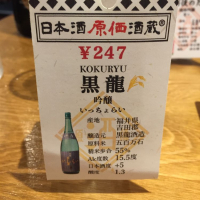 日本酒原価酒蔵®
¥247
KOKURYU
黒龍
吟醸
いっちょらい
産地 福井県
吉田郡
醸造元 黒龍酒造
原料米 五百万石
精米歩合 55%
Alc度数 15.5度
日本酒度 +5
酸度 1.3